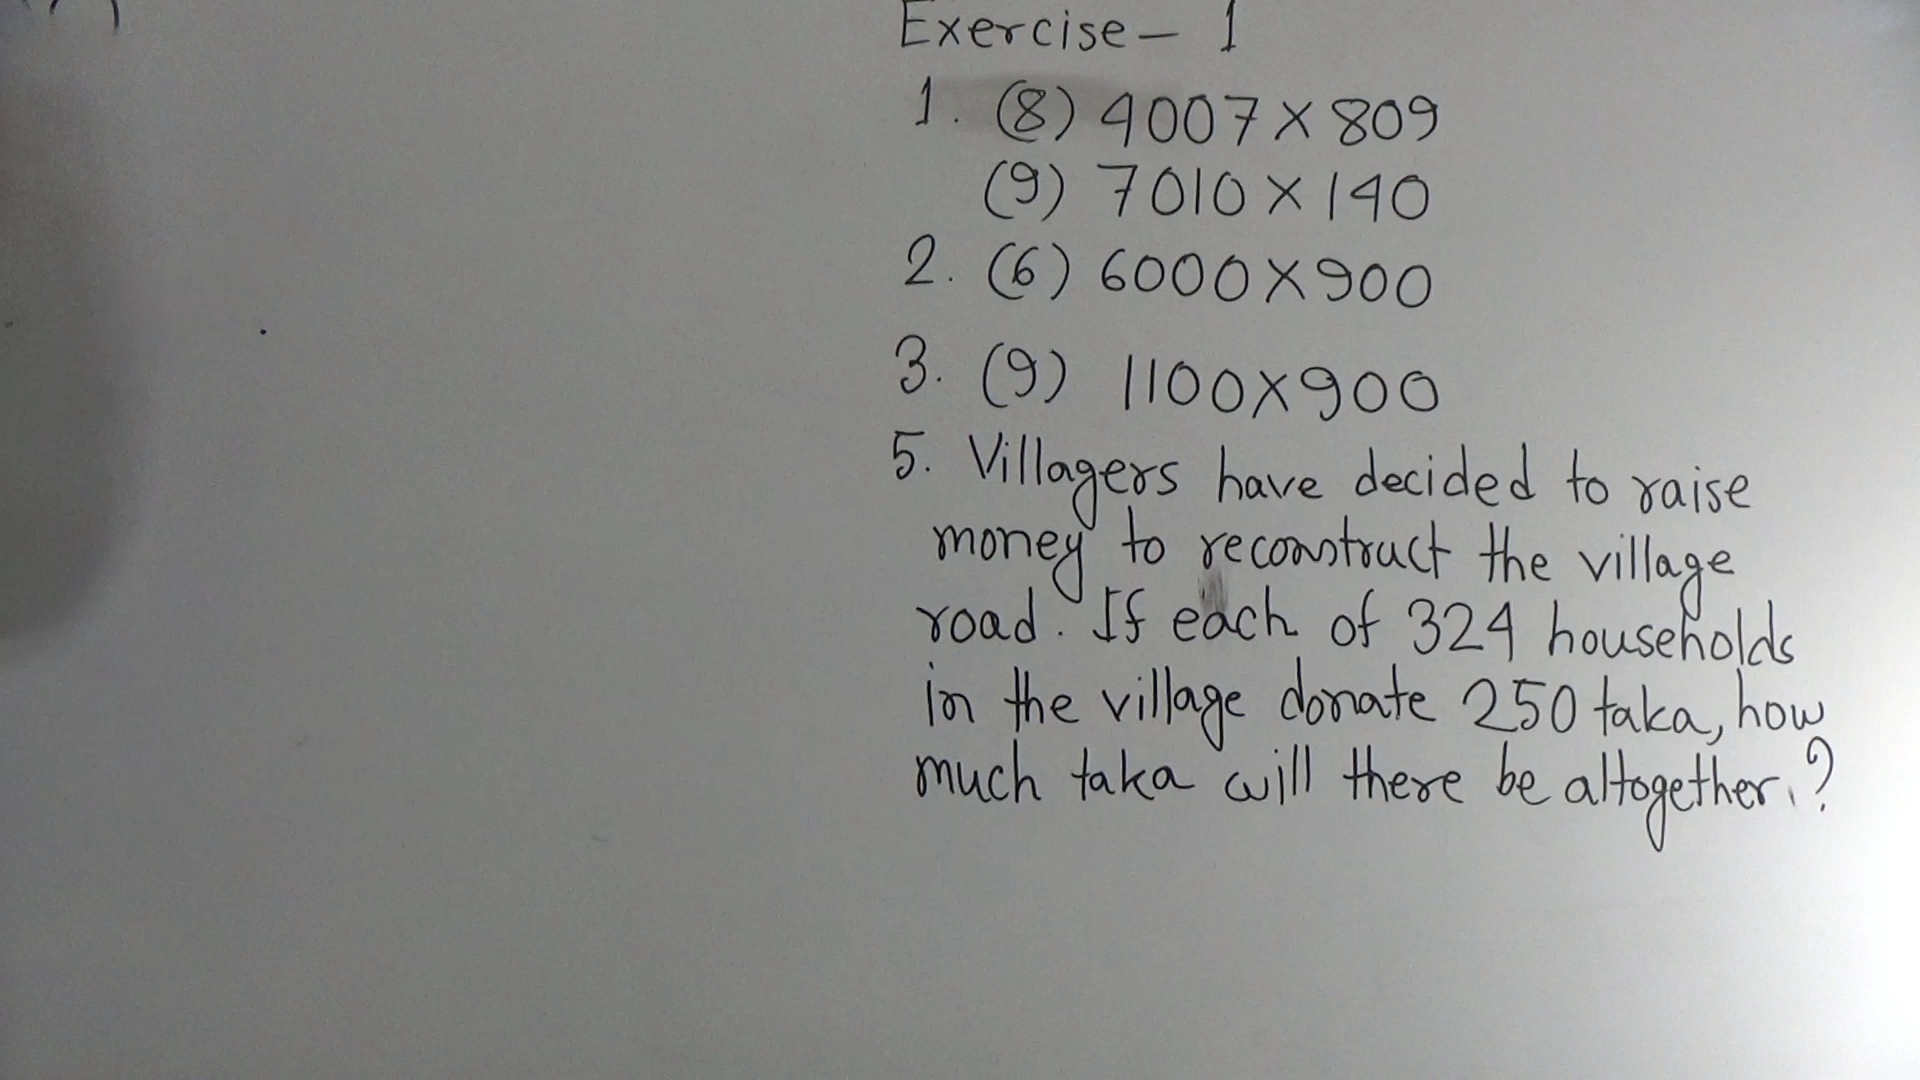 Exercise – 1
1. (8) 4007 × 809
(9) 7010 × 140
2. (6) 6000 × 900
3. (9) 1100 × 900
5. Villagers have decided to raise
money to reconstruct the village
road. If each of 324 households
in the village donate 250 taka, how
much taka will there be altogether.?